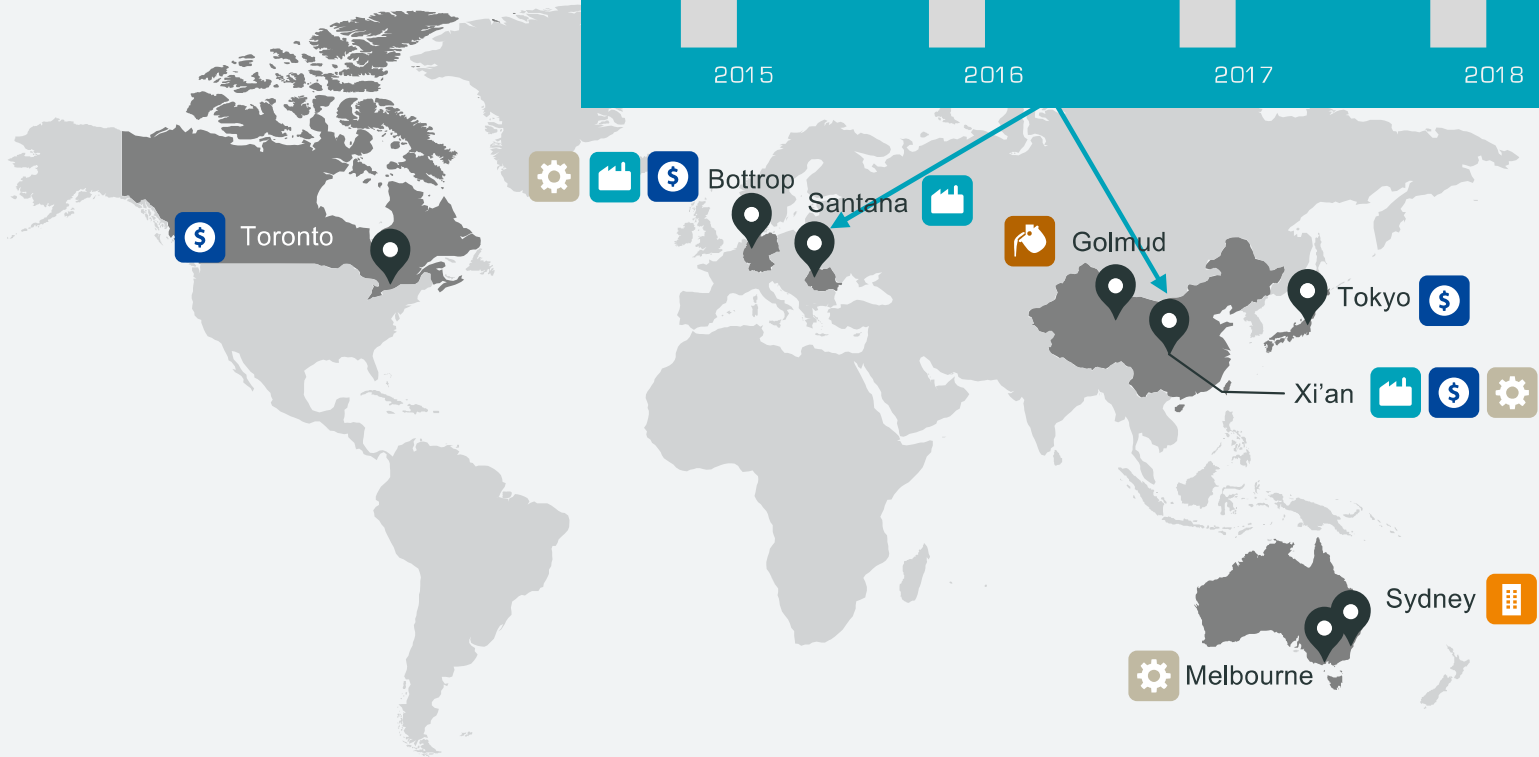 2015 2016 2017 2018
Bottrop
Santana
Toronto
Golmud
Tokyo
Xi'an
Sydney
Melbourne